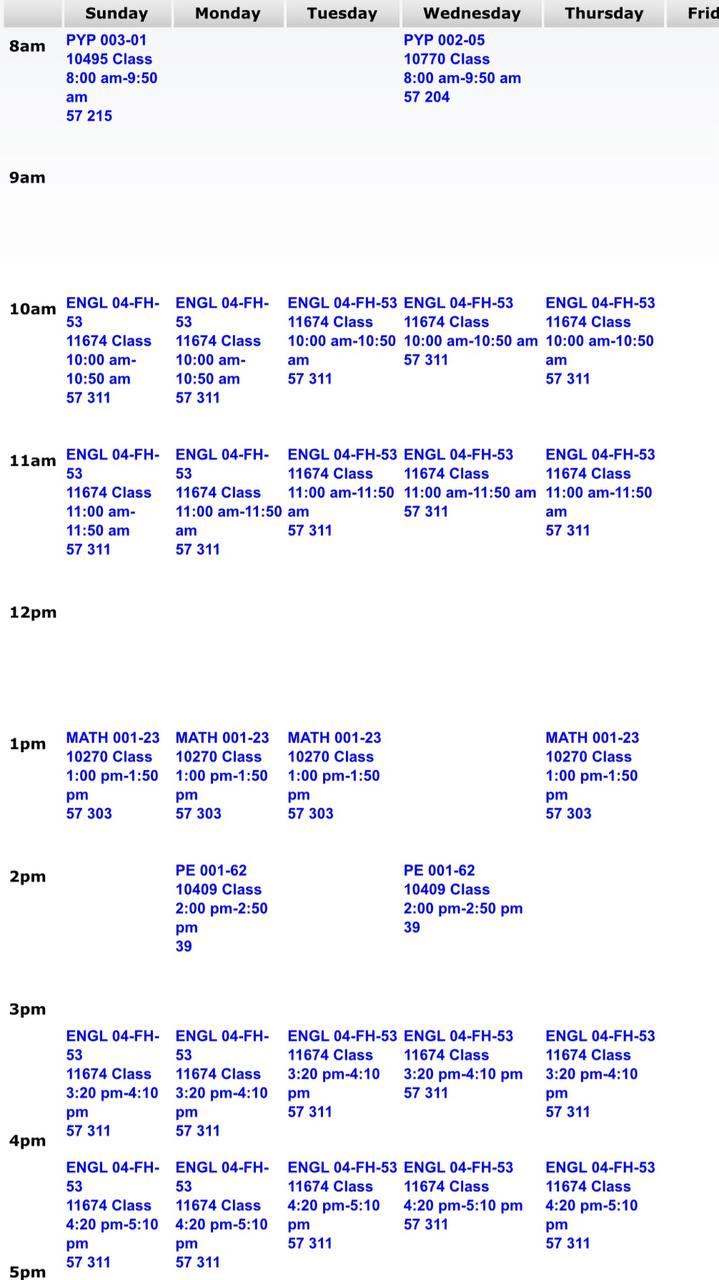 Sunday Monday Tuesday Wednesday Thursday Frid
8am
PYP 003-01
10495 Class
8:00 am-9:50
am
57 215
PYP 002-05
10770 Class
8:00 am-9:50 am
57 204
9am
10am
ENGL 04-FH-
53
11674 Class
10:00 am-
10:50 am
57 311
ENGL 04-FH-
53
11674 Class
10:00 am-
10:50 am
57 311
ENGL 04-FH-53
11674 Class
10:00 am-10:50
am
57 311
ENGL 04-FH-53
11674 Class
10:00 am-10:50 am
57 311
ENGL 04-FH-53
11674 Class
10:00 am-10:50
am
57 311
11am
ENGL 04-FH-
53
11674 Class
11:00 am-
11:50 am
57 311
ENGL 04-FH-
53
11674 Class
11:00 am-11:50
am
57 311
ENGL 04-FH-53
11674 Class
11:00 am-11:50
am
57 311
ENGL 04-FH-53
11674 Class
11:00 am-11:50 am
57 311
ENGL 04-FH-53
11674 Class
11:00 am-11:50
am
57 311
12pm
1pm
MATH 001-23
10270 Class
1:00 pm-1:50
pm
57 303
MATH 001-23
10270 Class
1:00 pm-1:50
pm
57 303
MATH 001-23
10270 Class
1:00 pm-1:50
pm
57 303
MATH 001-23
10270 Class
1:00 pm-1:50
pm
57 303
2pm
PE 001-62
10409 Class
2:00 pm-2:50
pm
39
PE 001-62
10409 Class
2:00 pm-2:50 pm
39
3pm
ENGL 04-FH-
53
11674 Class
3:20 pm-4:10
pm
57 311
ENGL 04-FH-
53
11674 Class
3:20 pm-4:10
pm
57 311
ENGL 04-FH-53
11674 Class
3:20 pm-4:10
pm
57 311
ENGL 04-FH-53
11674 Class
3:20 pm-4:10 pm
57 311
ENGL 04-FH-53
11674 Class
3:20 pm-4:10
pm
57 311
4pm
ENGL 04-FH-
53
11674 Class
4:20 pm-5:10
pm
57 311
ENGL 04-FH-
53
11674 Class
4:20 pm-5:10
pm
57 311
ENGL 04-FH-53
11674 Class
4:20 pm-5:10
pm
57 311
ENGL 04-FH-53
11674 Class
4:20 pm-5:10 pm
57 311
ENGL 04-FH-53
11674 Class
4:20 pm-5:10
pm
57 311
5pm